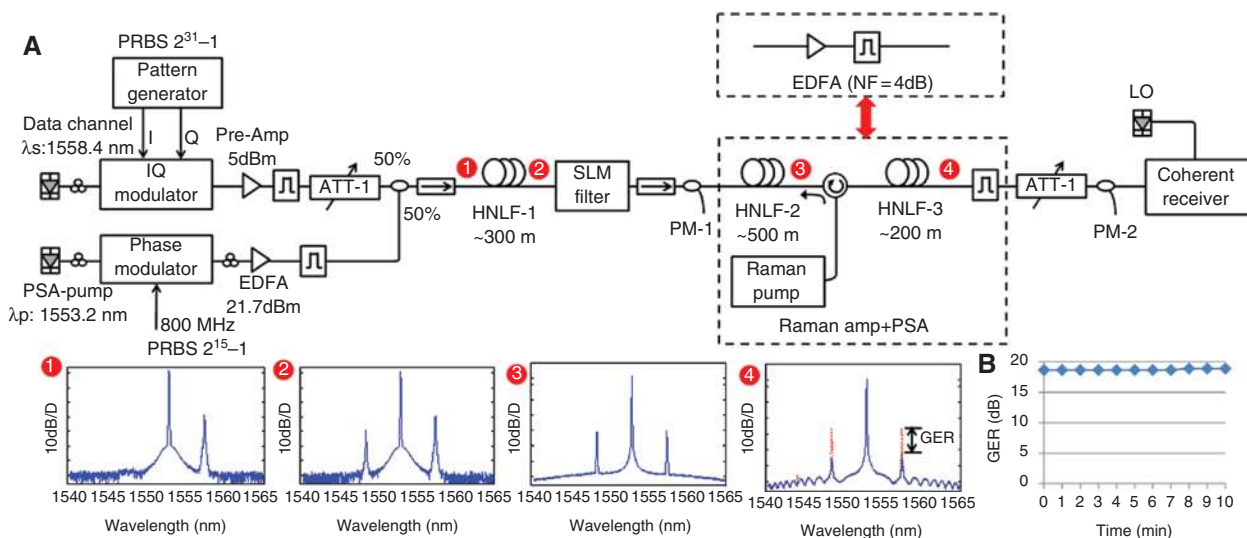 A
PRBS 2³¹–1
Pattern
generator
Data channel
λs:1558.4 nm
I
Q
Pre-Amp
5dBm
IQ
modulator
ATT-1
50%
50%
1
2
HNLF-1
~300 m
SLM
filter
PM-1
EDFA (NF = 4dB)
3
HNLF-2
~500 m
4
HNLF-3
~200 m
Raman
pump
Raman amp+PSA
ATT-1
PM-2
LO
Coherent
receiver
Phase
modulator
PSA-pump
λp: 1553.2 nm
EDFA
21.7dBm
800 MHz
PRBS 2¹⁵–1
1
10dB/D
1540 1545 1550 1555 1560 1565
Wavelength (nm)
2
10dB/D
1540 1545 1550 1555 1560 1565
Wavelength (nm)
3
10dB/D
1540 1545 1550 1555 1560 1565
Wavelength (nm)
4
10dB/D
GER
1540 1545 1550 1555 1560 1565
Wavelength (nm)
B
GER (dB)
20
15
10
5
0
0 1 2 3 4 5 6 7 8 9 10
Time (min)